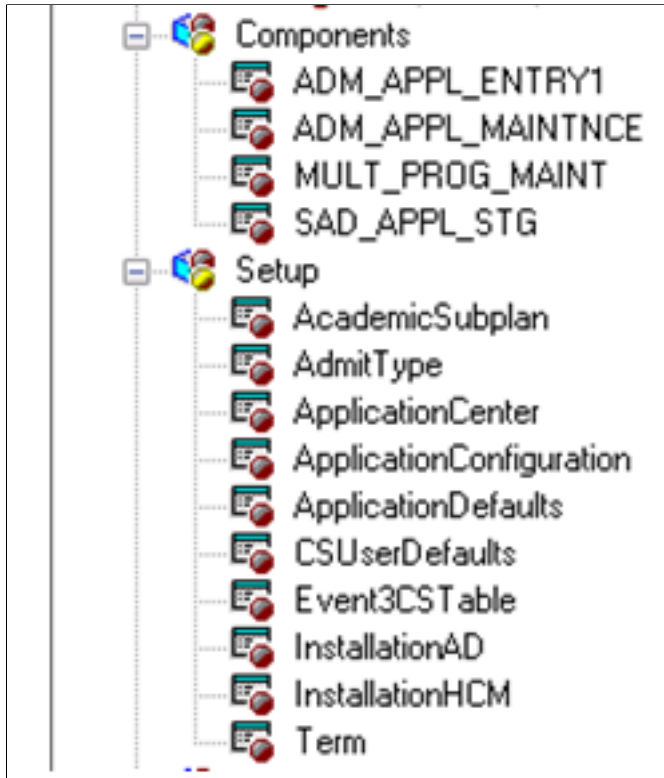 Components
ADM_APPL_ENTRY1
ADM_APPL_MAINTNCE
MULT_PROG_MAINT
SAD_APPL_STG
Setup
AcademicSubplan
AdmitType
ApplicationCenter
ApplicationConfiguration
ApplicationDefaults
CSUserDefaults
Event3CSTable
InstallationAD
InstallationHCM
Term